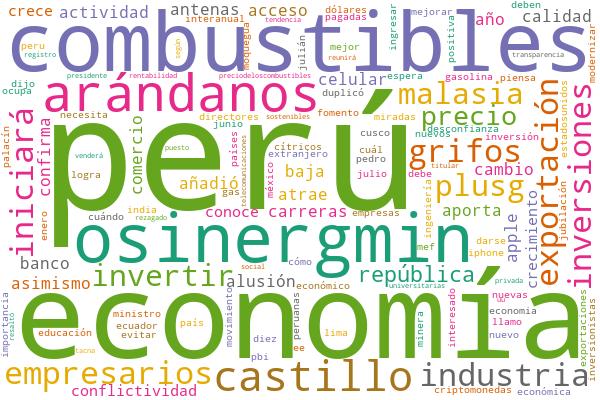 crece actividad antenas interanual acceso dólares pagadas ingresar mejorar positiva deben año calidad
perú registro tendencia según reunirá modernizar
combustibles
presidente rentabilidad preciodeloscombustibles transparencia
moquegua julián mejor espera gasolina piensa
dijo ocupa
arándanos celular duplicó malasia
necesita directores sostenibles fomento miradas precio
junio cusco nuevos desconfianza inversión estadosunidos
palacín iniciará confirma comercio perú
países cítricos cuál grifos exportación inversiones
logra extranjero pedro titular
venderá puesto telecomunicaciones baja julio debe cambio jubilación
añadió gas méxico atrae ingeniería plusg
enero cuándo india rezagado conoce carreras empresas aporta apple crecimiento
osinergmin mef darse iphone
banco social cómo universitarias privada
asimismo invertir alusión económico república
economía
importancia resalto ministro ecuador evitar educación país movimiento peruanas lima minera interesado nuevas economia llamo nuevo exportaciones inversionistas
diez pbi ee tacna
empresarios castillo industria
conflictividad criptomonedas económica